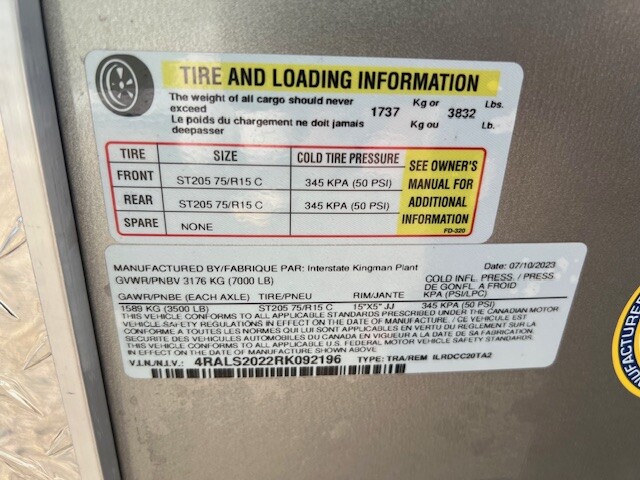 TIRE AND LOADING INFORMATION
The weight of all cargo should never exceed 1737 Kg or 3832 Lbs.
Le poids du chargement ne doit jamais deepasser Kg ou Lb.
TIRE SIZE COLD TIRE PRESSURE
FRONT ST205 75/R15 C 345 KPA (50 PSI)
REAR ST205 75/R15 C 345 KPA (50 PSI)
SPARE NONE
SEE OWNER'S
MANUAL FOR
ADDITIONAL
INFORMATION
FD-320
MANUFACTURED BY/FABRIQUE PAR: Interstate Kingman Plant Date: 07/10/2023
GVWR/PNBV 3176 KG (7000 LB) COLD INFL. PRESS. / PRESS
DE GONFL. A FROID
GAWR/PNBE (EACH AXLE) TIRE/PNEU RIM/JANTE KPA (PSI/LPC)
1589 KG (3500 LB) ST205 75/R15 C 15"X5" JJ 345 KPA (50 PSI)
THIS VEHICLE CONFORMS TO ALL APPLICABLE STANDARDS PRESCRIBED UNDER THE CANADIAN MOTOR
VEHICLE SAFETY REGULATIONS IN EFFECT ON THE DATE OF MANUFACTURE / CE VEHICULE EST
CONFORME A TOUTES LES NORMES QUI LUI SONT APPLICABLES EN VERTU DU REGLEMENT SUR LA
SECURITE DES VEHICULES AUTOMOBILES DU CANADA EN VIGUEUR A LA DATE DE SA FABRICATION
THIS VEHICLE CONFORMS TO ALL APPLICABLE U.S. FEDERAL MOTOR VEHICLE SAFETY STANDARDS
IN EFFECT ON THE DATE OF MANUFACTURE SHOWN ABOVE.
V.I.N./N.I.V.: 4RALS2022RK092196 TYPE: TRA/REM ILRDCC20TA2
MANUFACTURE